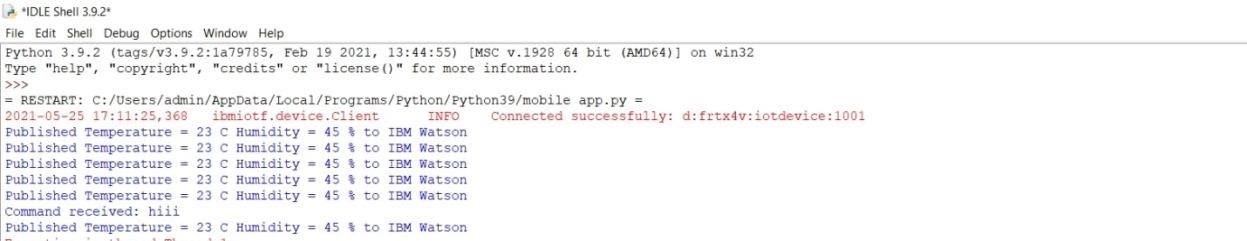 *IDLE Shell 3.9.2*
File Edit Shell Debug Options Window Help
Python 3.9.2 (tags/v3.9.2:1a79785, Feb 19 2021, 13:44:55) [MSC v.1928 64 bit (AMD64)] on win32
Type "help", "copyright", "credits" or "license()" for more information.
>>>
= RESTART: C:/Users/admin/AppData/Local/Programs/Python/Python39/mobile app.py =
2021-05-25 17:11:25,368 ibmiotf.device.Client INFO Connected successfully: d:frtx4v:iotdevice:1001
Published Temperature = 23 C Humidity = 45 % to IBM Watson
Published Temperature = 23 C Humidity = 45 % to IBM Watson
Published Temperature = 23 C Humidity = 45 % to IBM Watson
Published Temperature = 23 C Humidity = 45 % to IBM Watson
Published Temperature = 23 C Humidity = 45 % to IBM Watson
Command received: hiii
Published Temperature = 23 C Humidity = 45 % to IBM Watson